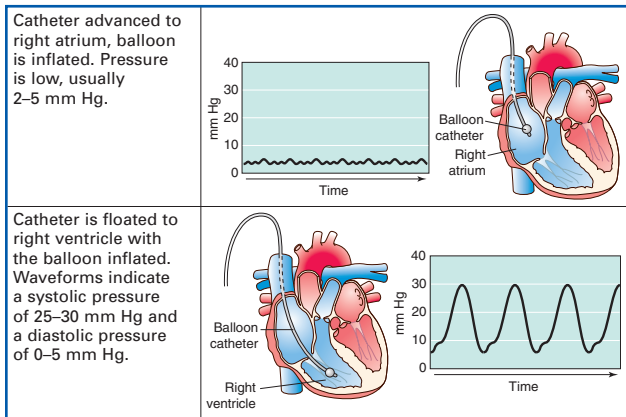 Catheter advanced to
right atrium, balloon
is inflated. Pressure
is low, usually
2–5 mm Hg.
mm Hg
40
30
20
10
0
Time
Balloon
catheter
Right
atrium
Catheter is floated to
right ventricle with
the balloon inflated.
Waveforms indicate
a systolic pressure
of 25–30 mm Hg and
a diastolic pressure
of 0–5 mm Hg.
Balloon
catheter
Right
ventricle
mm Hg
40
30
20
10
0
Time